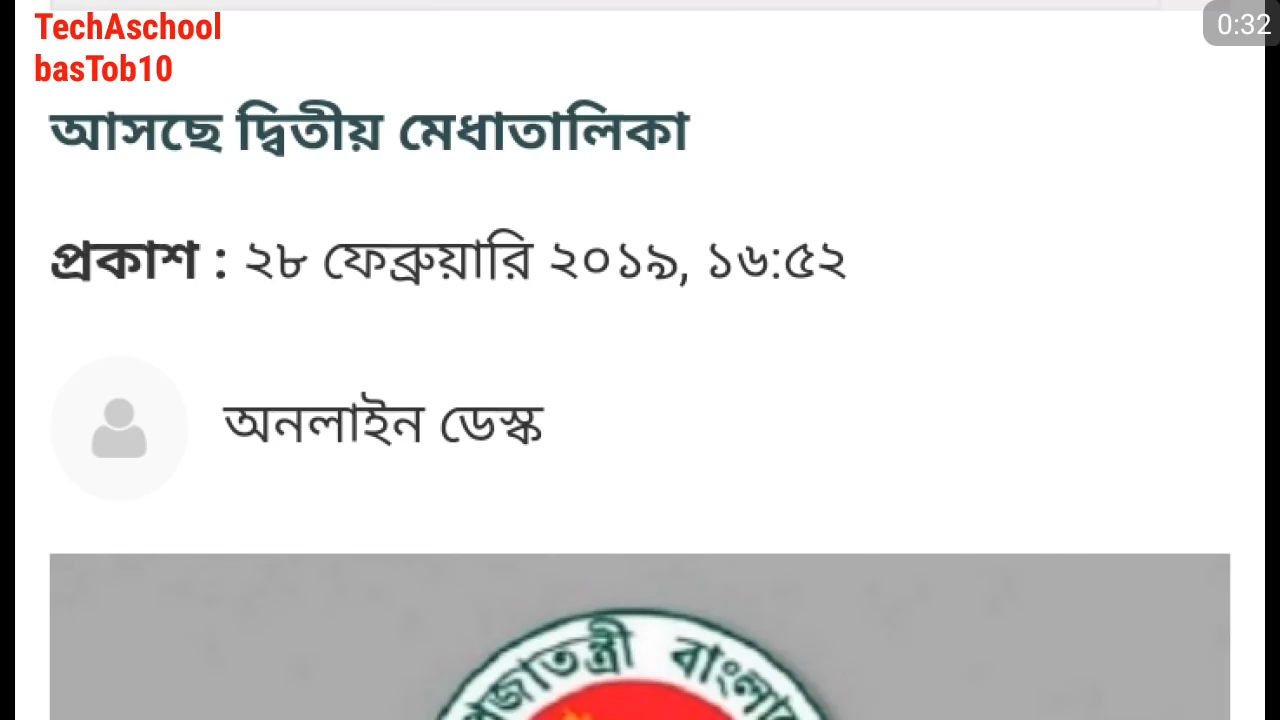 TechAschool
basTob10
0:32
আসছে দ্বিতীয় মেধাতালিকা
প্রকাশ : ২৮ ফেব্রুয়ারি ২০১৯, ১৬:৫২
অনলাইন ডেস্ক